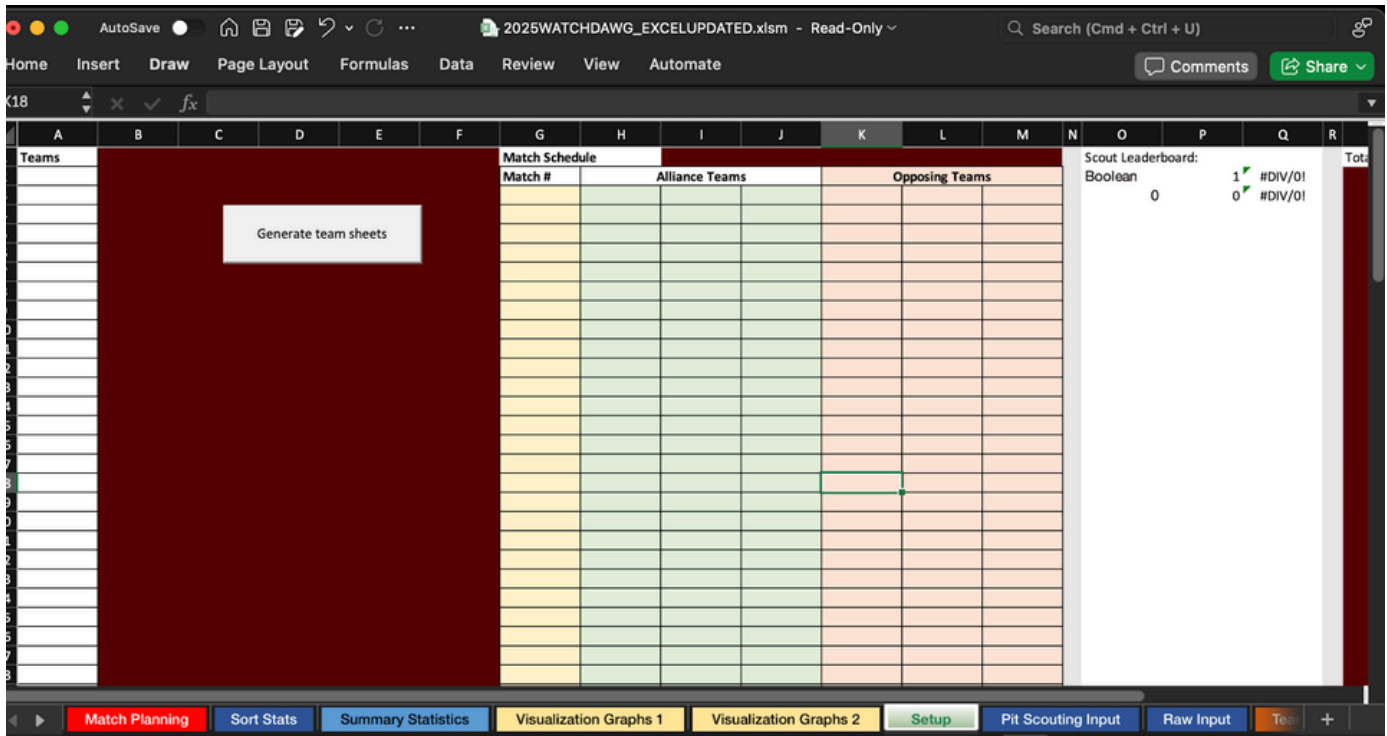 AutoSave ... 2025WATCHDAWG_EXCELUPDATED.xlsm - Read-Only Search (Cmd + Ctrl + U)
Home Insert Draw Page Layout Formulas Data Review View Automate Comments Share
K18 fx
A B C D E F G H I J K L M N O P Q R
Teams Match Schedule Scout Leaderboard:
Match # Alliance Teams Opposing Teams Boolean 1 #DIV/0!
0 0 #DIV/0!
Generate team sheets
Match Planning Sort Stats Summary Statistics Visualization Graphs 1 Visualization Graphs 2 Setup Pit Scouting Input Raw Input +